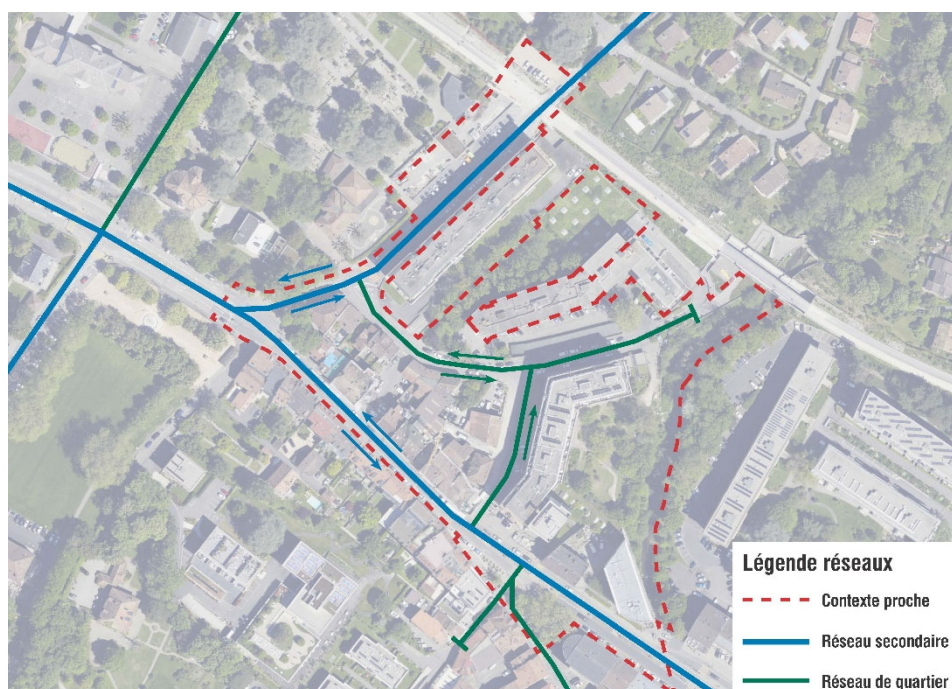 Légende réseaux
Contexte proche
Réseau secondaire
Réseau de quartier